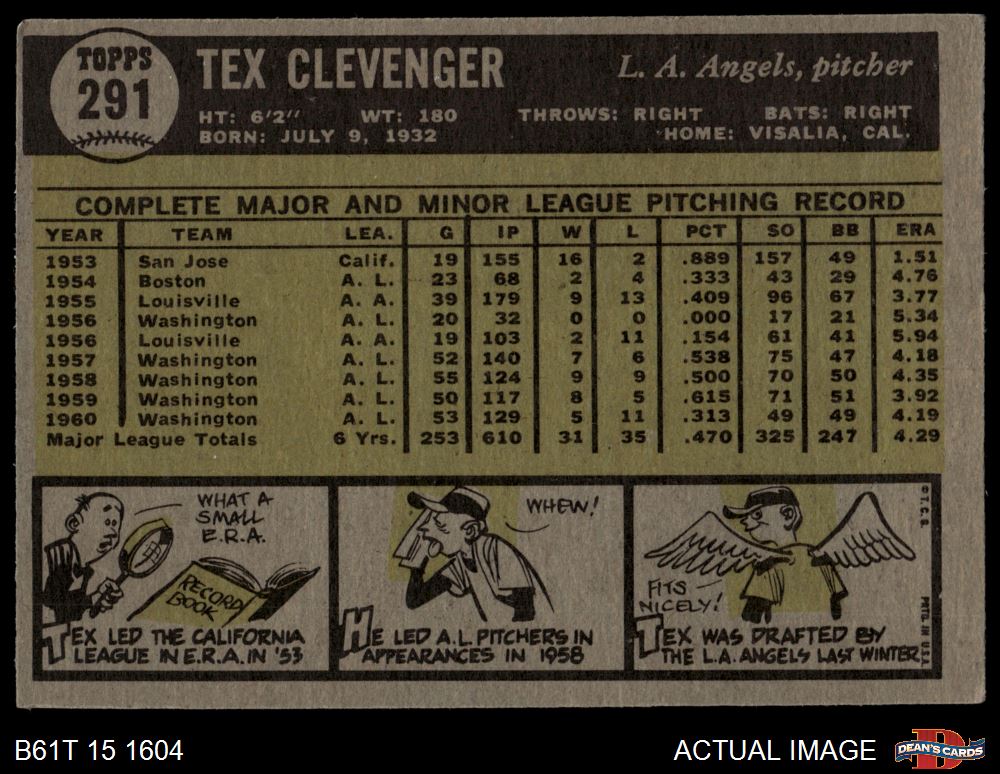 TOPPS
291
TEX CLEVENGER
L. A. Angels, pitcher
HT: 6'2" WT: 180 THROWS: RIGHT BATS: RIGHT
BORN: JULY 9, 1932 HOME: VISALIA, CAL.
COMPLETE MAJOR AND MINOR LEAGUE PITCHING RECORD
YEAR TEAM LEA. G IP W L PCT SO BB ERA
1953 San Jose Calif. 19 155 16 2 .889 157 49 1.51
1954 Boston A. L. 23 68 2 4 .333 43 29 4.76
1955 Louisville A. A. 39 179 9 13 .409 96 67 3.77
1956 Washington A. L. 20 32 0 0 .000 17 21 5.34
1956 Louisville A. L. 19 103 2 11 .154 61 41 5.94
1957 Washington A. L. 52 140 7 6 .538 75 47 4.18
1958 Washington A. L. 55 124 9 9 .500 70 50 4.35
1959 Washington A. L. 50 117 8 5 .615 71 51 3.92
1960 Washington A. L. 53 129 5 11 .313 49 49 4.19
Major League Totals 6 Yrs. 253 610 31 35 .470 325 247 4.29
WHAT A
SMALL
E.R.A.
RECORD
BOOK
TEX LED THE CALIFORNIA
LEAGUE IN E.R.A. IN '53
WHEW!
HE LED A.L. PITCHERS IN
APPEARANCES IN 1958
FITS
NICELY!
TEX WAS DRAFTED BY
THE L.A. ANGELS LAST WINTER
© T.C.G.
PRTD. IN U.S.A.
B61T 15 1604
ACTUAL IMAGE
DEAN'S CARDS